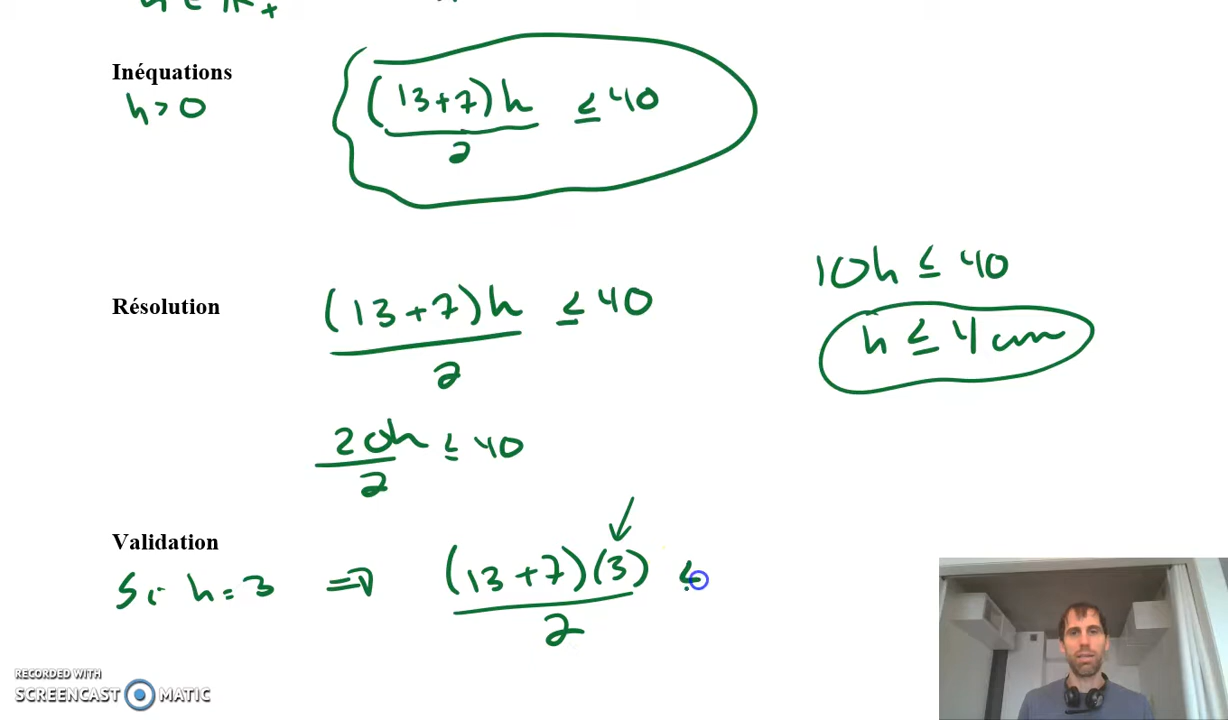 h ∈ ℝ₊
Inéquations
h > 0
(13+7)h / 2 ≤ 40
Résolution
(13+7)h / 2 ≤ 40
20h / 2 ≤ 40
10h ≤ 40
h ≤ 4 cm
Validation
Si h = 3 ⇒ (13+7)(3) / 2 ≤
RECORDED WITH
SCREENCAST MATIC